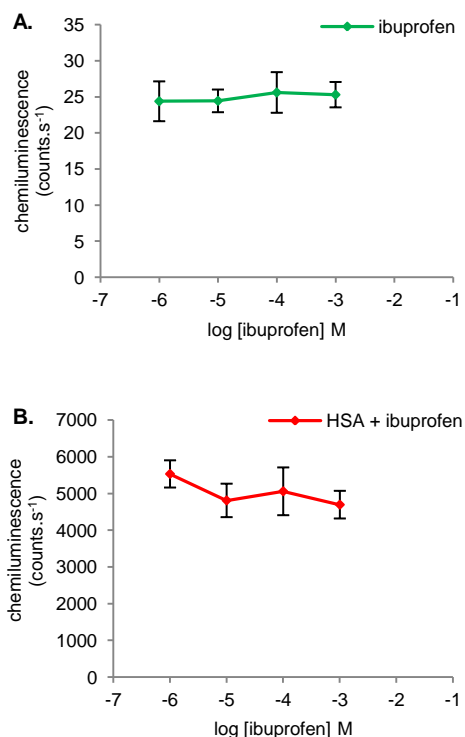 A.
ibuprofen
chemiluminescence
(counts.s⁻¹)
40
35
30
25
20
15
10
5
0
-7 -6 -5 -4 -3 -2 -1
log [ibuprofen] M
B.
HSA + ibuprofen
chemiluminescence
(counts.s⁻¹)
7000
6000
5000
4000
3000
2000
1000
0
-7 -6 -5 -4 -3 -2 -1
log [ibuprofen] M